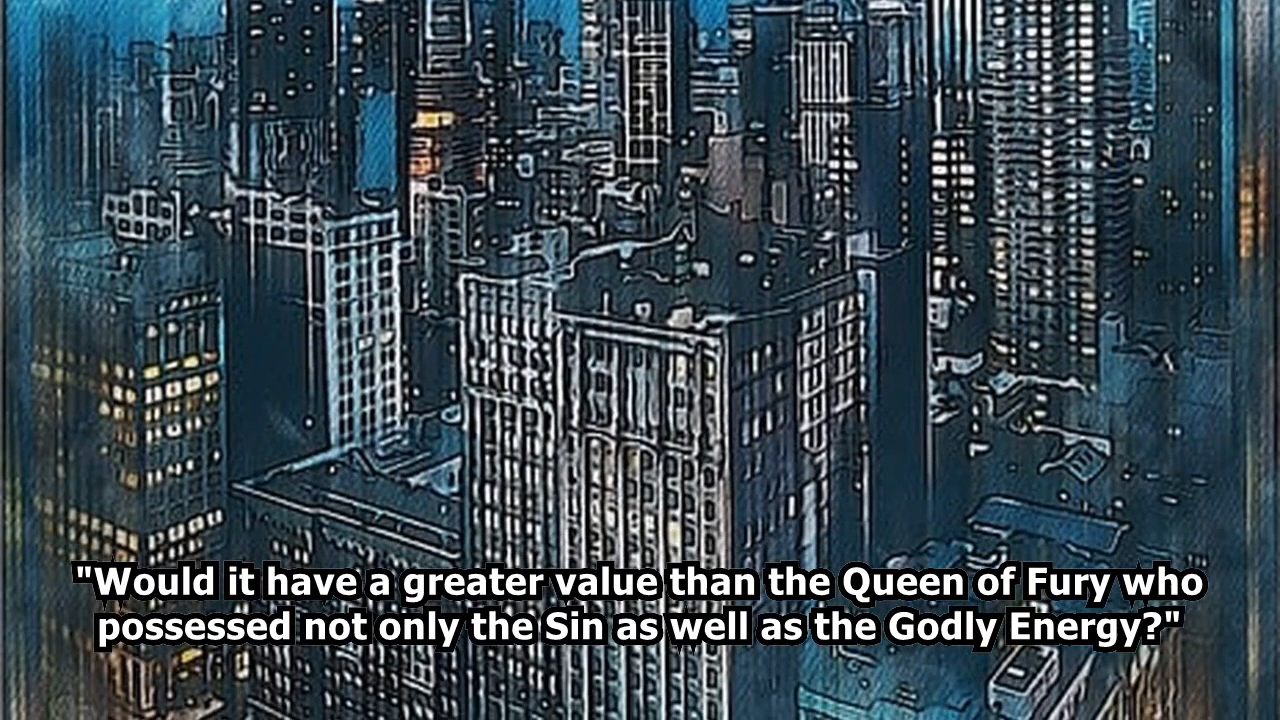 "Would it have a greater value than the Queen of Fury who
possessed not only the Sin as well as the Godly Energy?"